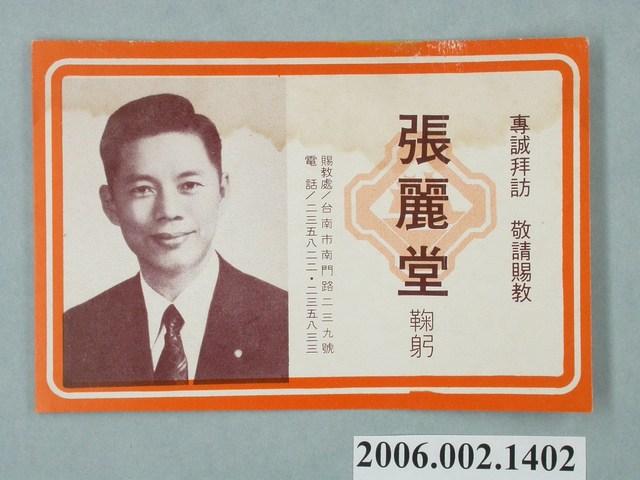 專誠拜訪 敬請賜教
張麗堂 鞠躬
賜教處/台南市南門路二三九號
電話/二三五八二二・二三五八三三
2006.002.1402